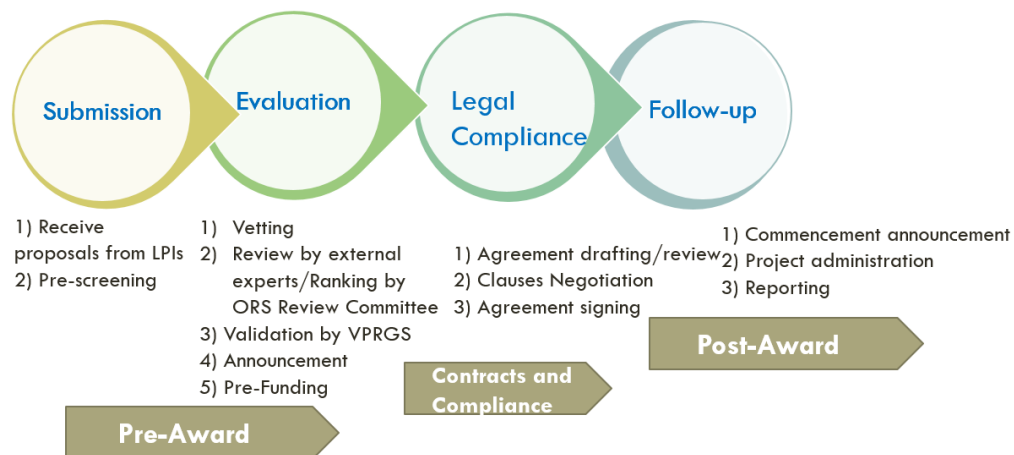 Submission
Evaluation
Legal
Compliance
Follow-up
1) Receive
proposals from LPIs
2) Pre-screening
1) Vetting
2) Review by external
experts/Ranking by
ORS Review Committee
3) Validation by VPRGS
4) Announcement
5) Pre-Funding
1) Agreement drafting/review
2) Clauses Negotiation
3) Agreement signing
1) Commencement announcement
2) Project administration
3) Reporting
Pre-Award
Contracts and
Compliance
Post-Award